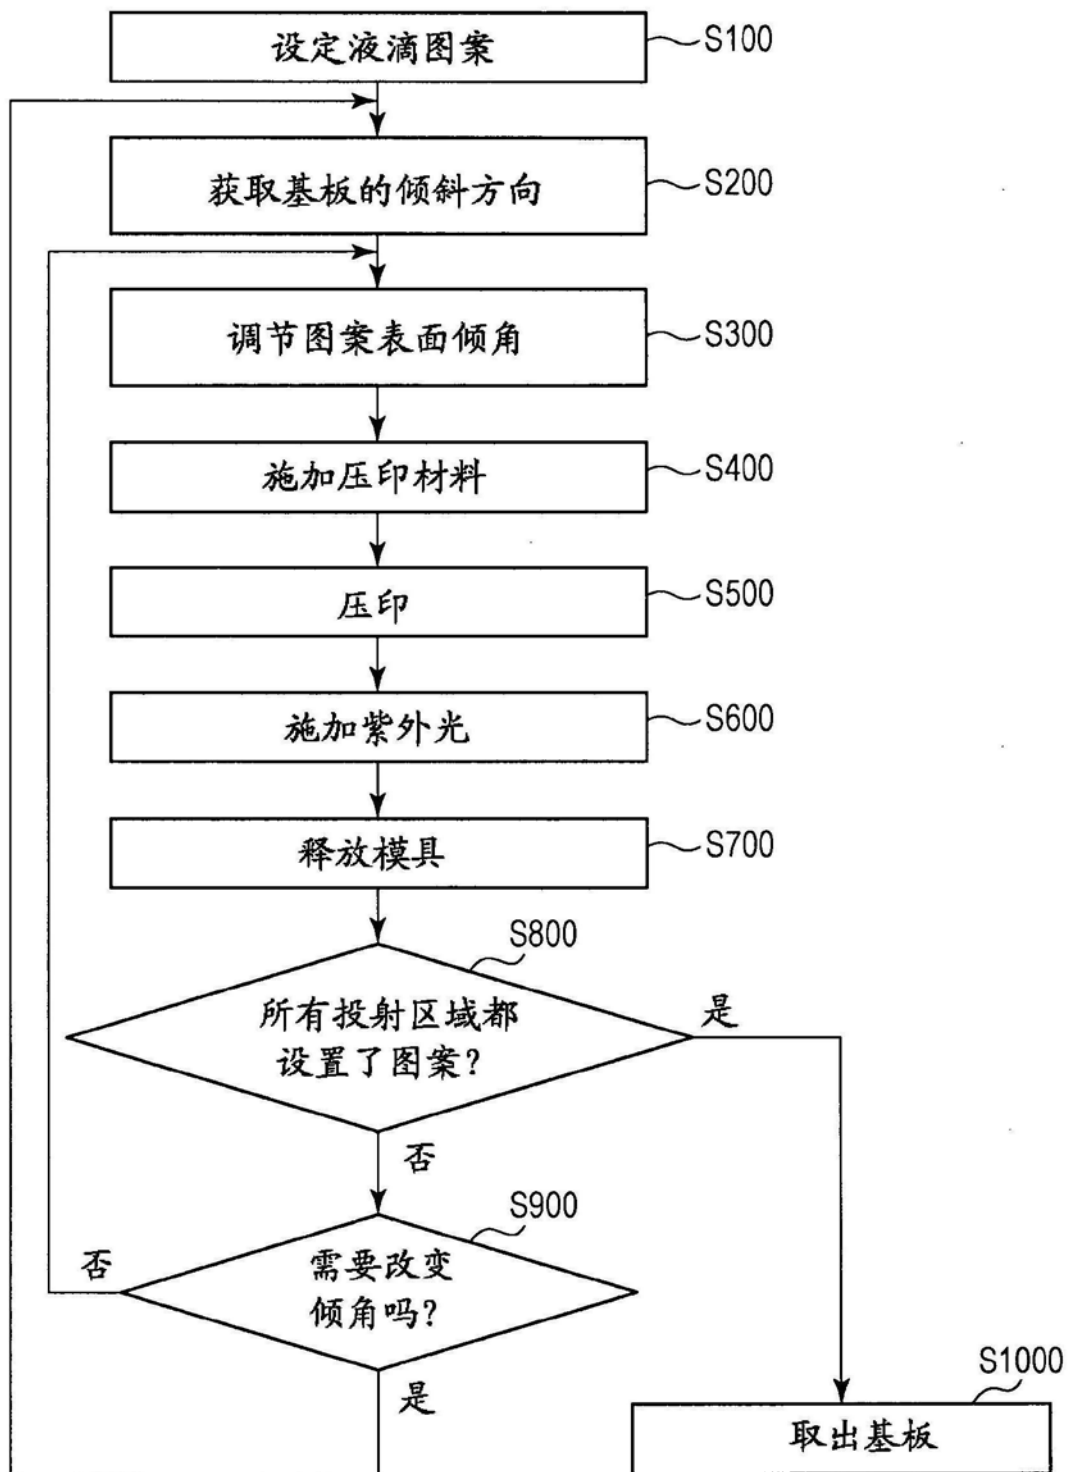 设定液滴图案
S100
获取基板的倾斜方向
S200
调节图案表面倾角
S300
施加压印材料
S400
压印
S500
施加紫外光
S600
释放模具
S700
S800
所有投射区域都
设置了图案?
是
否
S900
需要改变
倾角吗?
否
是
S1000
取出基板